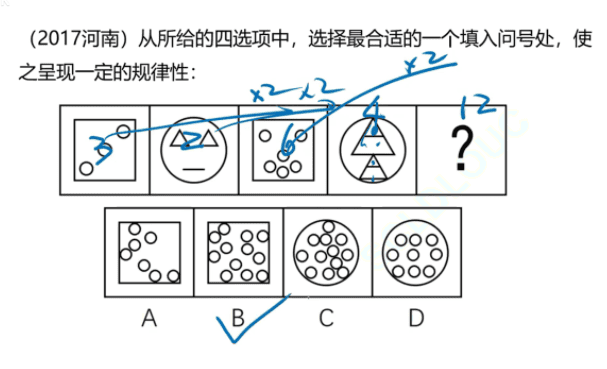 （2017河南）从所给的四选项中，选择最合适的一个填入问号处，使
之呈现一定的规律性：
×2 ×2 ×2
3 2 6 4 12
?
A B C D